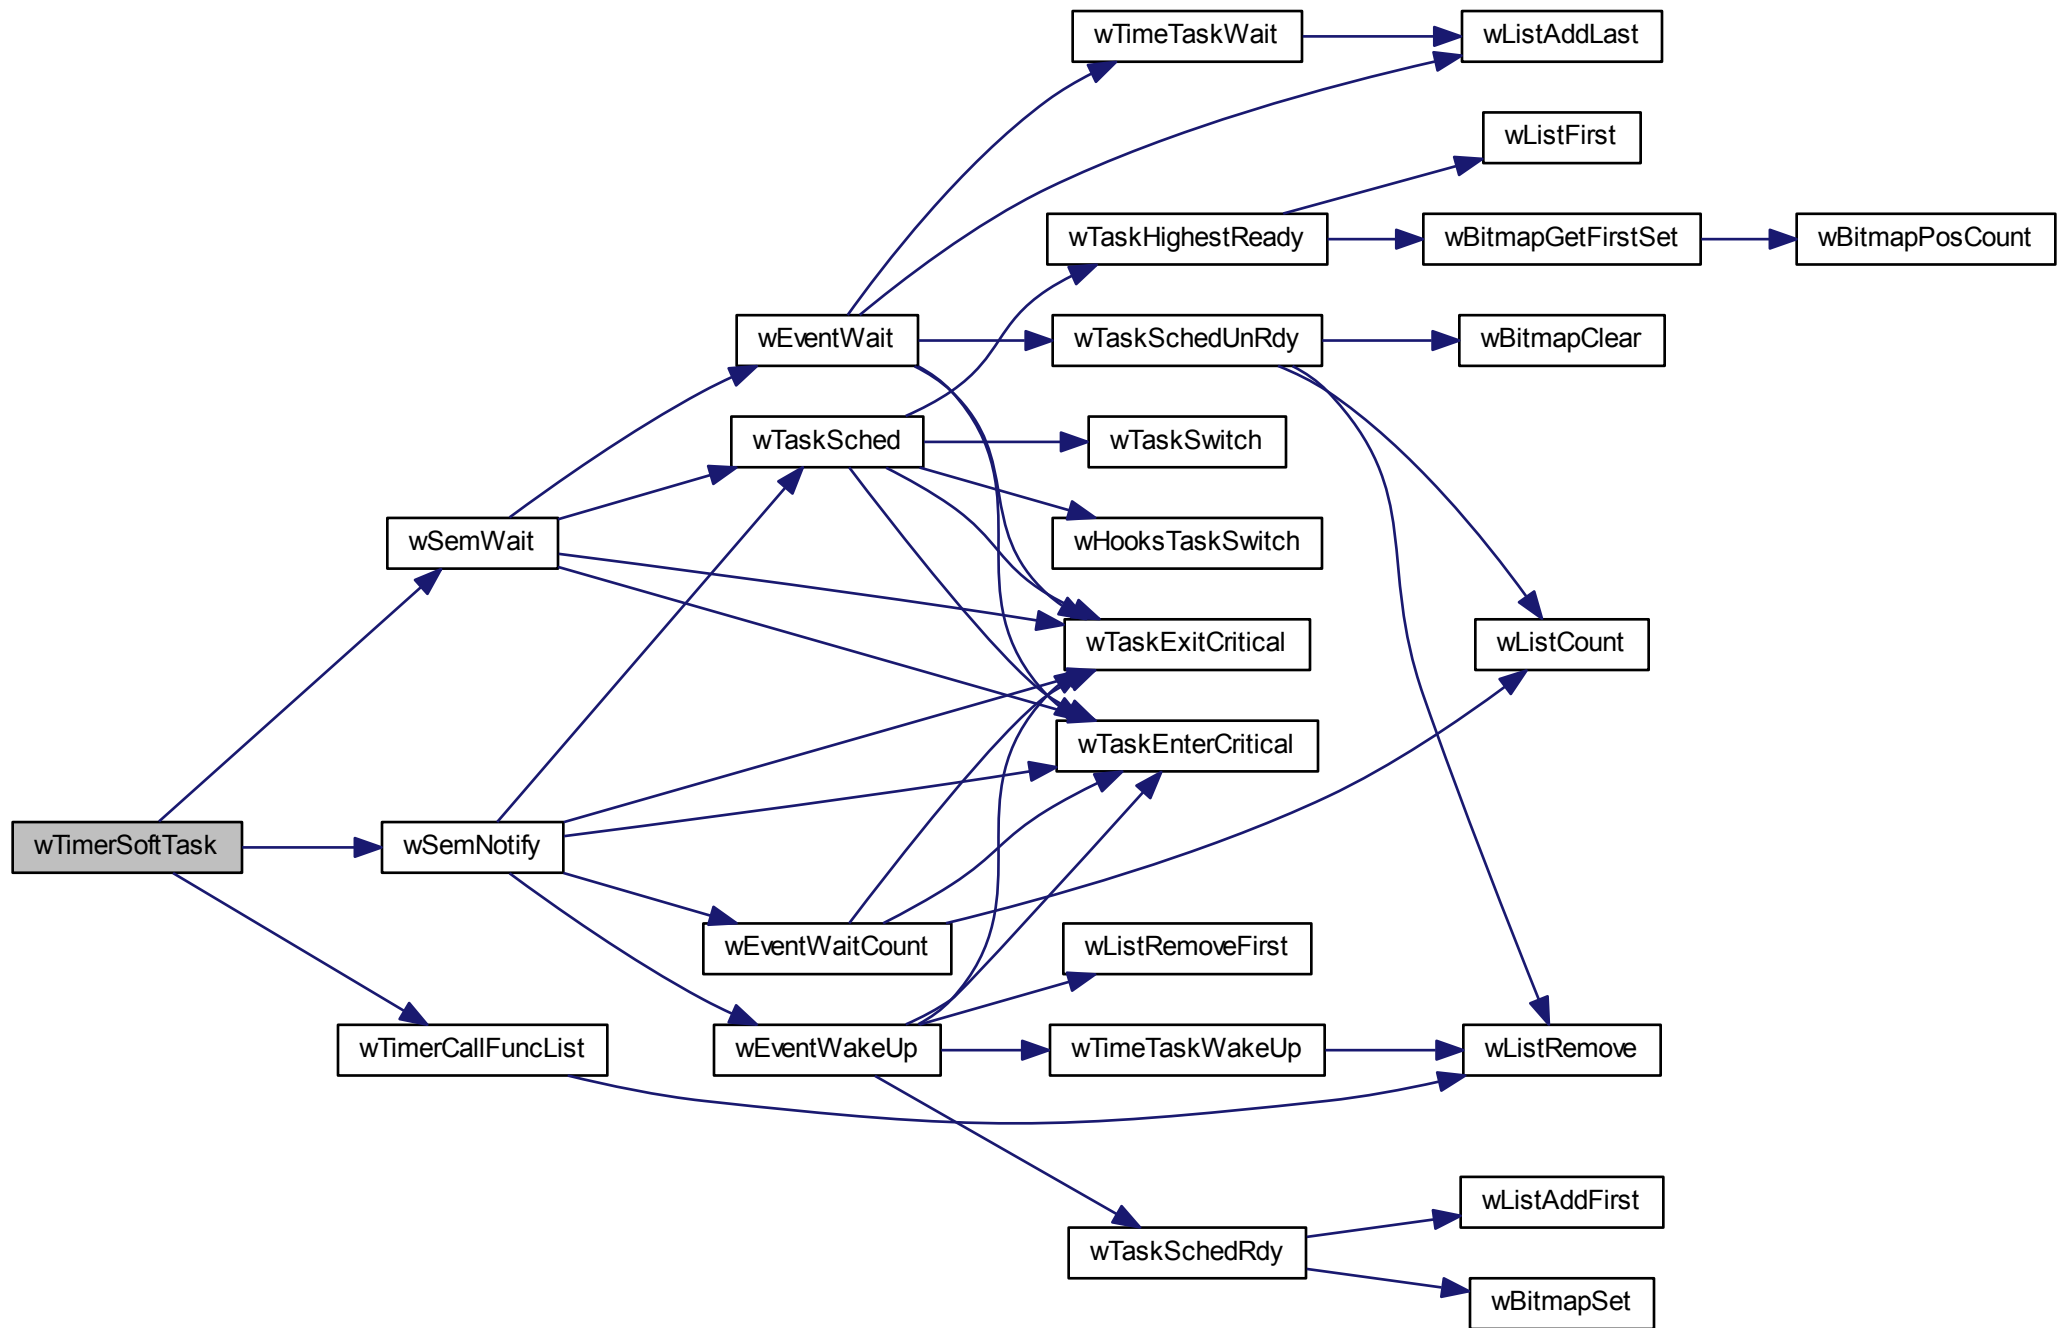 wTimeTaskWait
wListAddLast
wListFirst
wTaskHighestReady
wBitmapGetFirstSet
wBitmapPosCount
wEventWait
wTaskSchedUnRdy
wBitmapClear
wTaskSched
wTaskSwitch
wSemWait
wHooksTaskSwitch
wTaskExitCritical
wListCount
wTaskEnterCritical
wTimerSoftTask
wSemNotify
wEventWaitCount
wListRemoveFirst
wTimerCallFuncList
wEventWakeUp
wTimeTaskWakeUp
wListRemove
wListAddFirst
wTaskSchedRdy
wBitmapSet